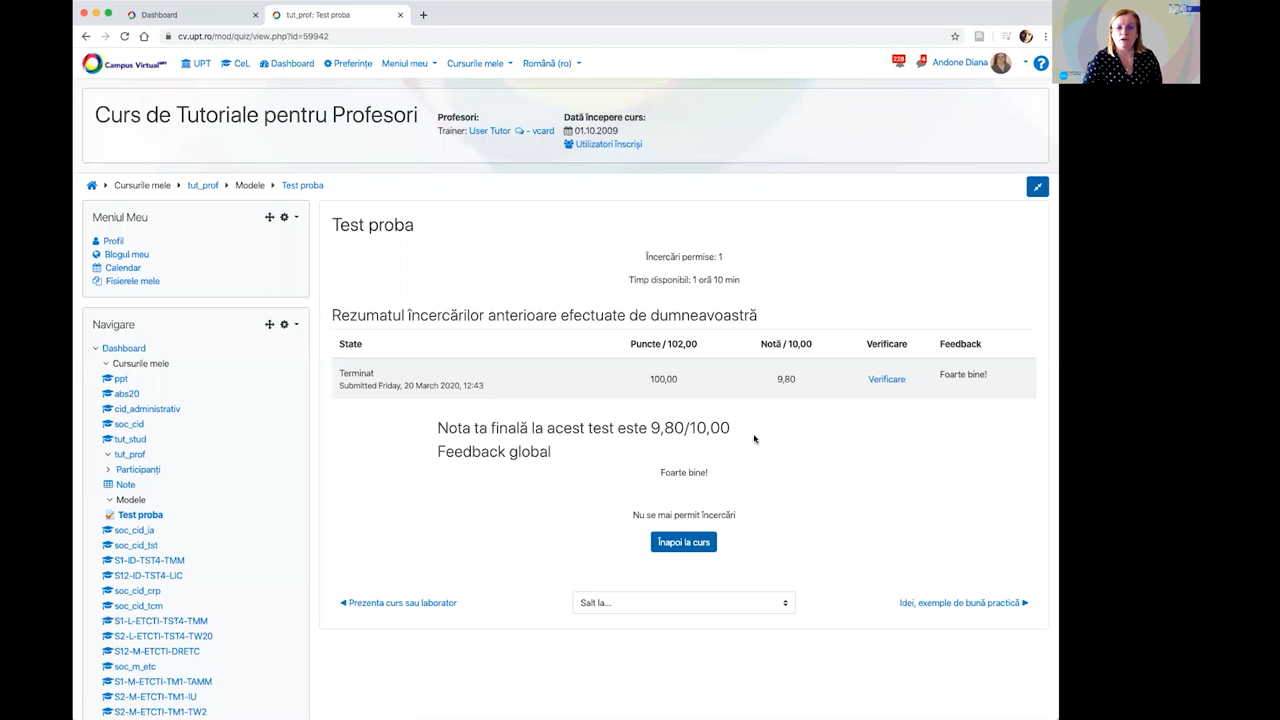 Dashboard
tut_prof: Test proba
cv.upt.ro/mod/quiz/view.php?id=59942
Campus Virtual UPT
UPT
CeL
Dashboard
Preferințe
Meniul meu
Cursurile mele
Română (ro)
228
Andone Diana
Curs de Tutoriale pentru Profesori
Profesori:
Trainer: User Tutor - vcard
Dată începere curs:
01.10.2009
Utilizatori înscriși
Cursurile mele
tut_prof
Modele
Test proba
Meniul Meu
Profil
Blogul meu
Calendar
Fisierele mele
Navigare
Dashboard
Cursurile mele
ppt
abs20
cid_administrativ
soc_cid
tut_stud
tut_prof
Participanți
Note
Modele
Test proba
soc_cid_ia
soc_cid_tst
S1-ID-TST4-TMM
S12-ID-TST4-LIC
soc_cid_crp
soc_cid_tcm
S1-L-ETCTI-TST4-TMM
S2-L-ETCTI-TST4-TW20
S12-M-ETCTI-DRETC
soc_m_etc
S1-M-ETCTI-TM1-TAMM
S2-M-ETCTI-TM1-IU
S2-M-ETCTI-TM1-TW2
Test proba
Încercări permise: 1
Timp disponibil: 1 oră 10 min
Rezumatul încercărilor anterioare efectuate de dumneavoastră
State Puncte / 102,00 Notă / 10,00 Verificare Feedback
Terminat
Submitted Friday, 20 March 2020, 12:43
100,00 9,80 Verificare Foarte bine!
Nota ta finală la acest test este 9,80/10,00
Feedback global
Foarte bine!
Nu se mai permit încercări
Înapoi la curs
◀ Prezenta curs sau laborator
Salt la...
Idei, exemple de bună practică ▶